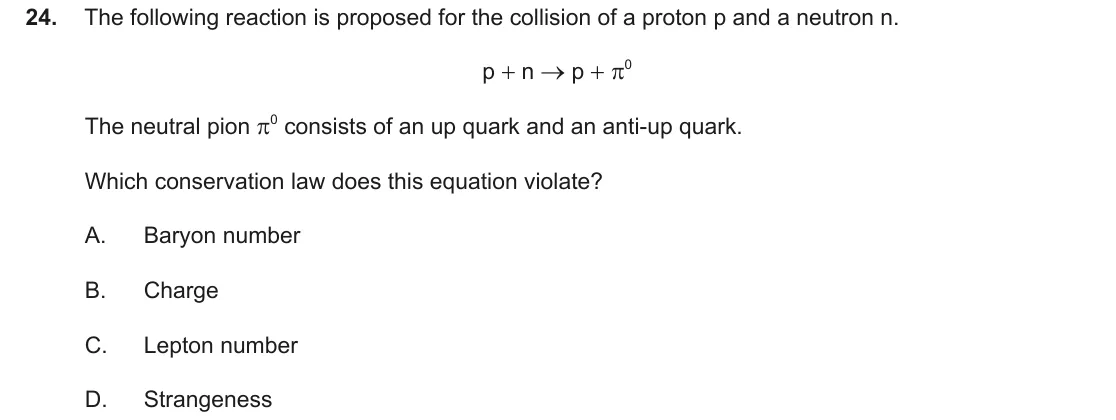 24. The following reaction is proposed for the collision of a proton p and a neutron n.
p + n → p + π⁰
The neutral pion π⁰ consists of an up quark and an anti-up quark.
Which conservation law does this equation violate?
A. Baryon number
B. Charge
C. Lepton number
D. Strangeness